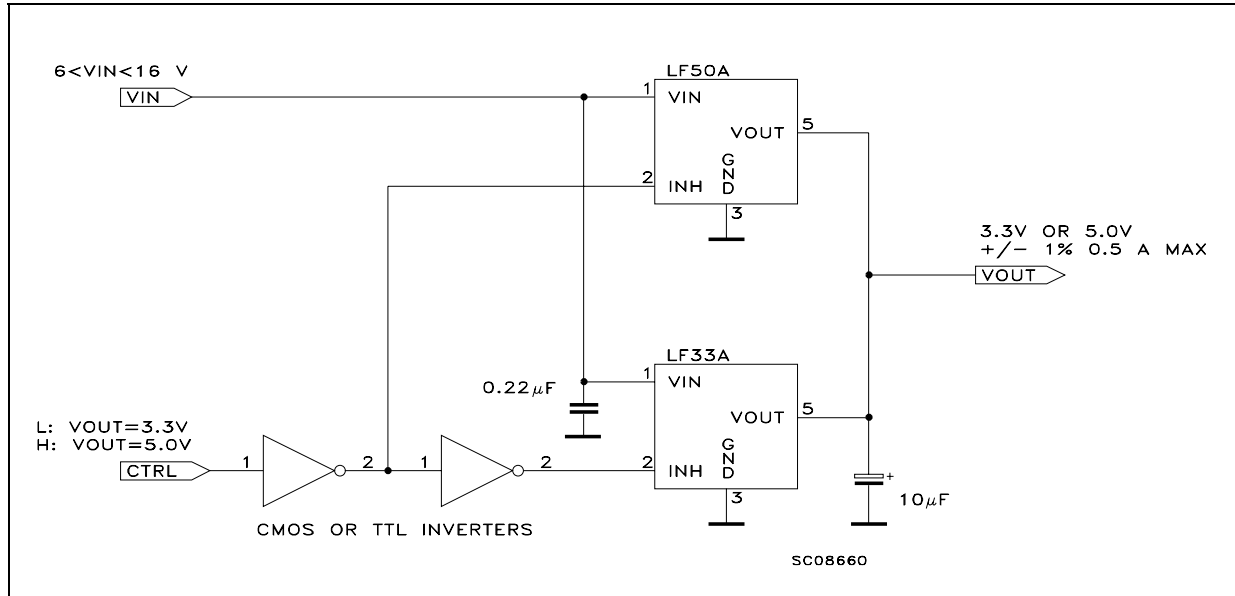 6<VIN<16 V
VIN
LF50A
1
VIN
VOUT
5
2
INH
GND
3
3.3V OR 5.0V
+/- 1% 0.5 A MAX
VOUT
LF33A
1
VIN
0.22µF
VOUT
5
L: VOUT=3.3V
H: VOUT=5.0V
CTRL
1
2
1
2
2
INH
GND
3
+
10µF
CMOS OR TTL INVERTERS
SC08660